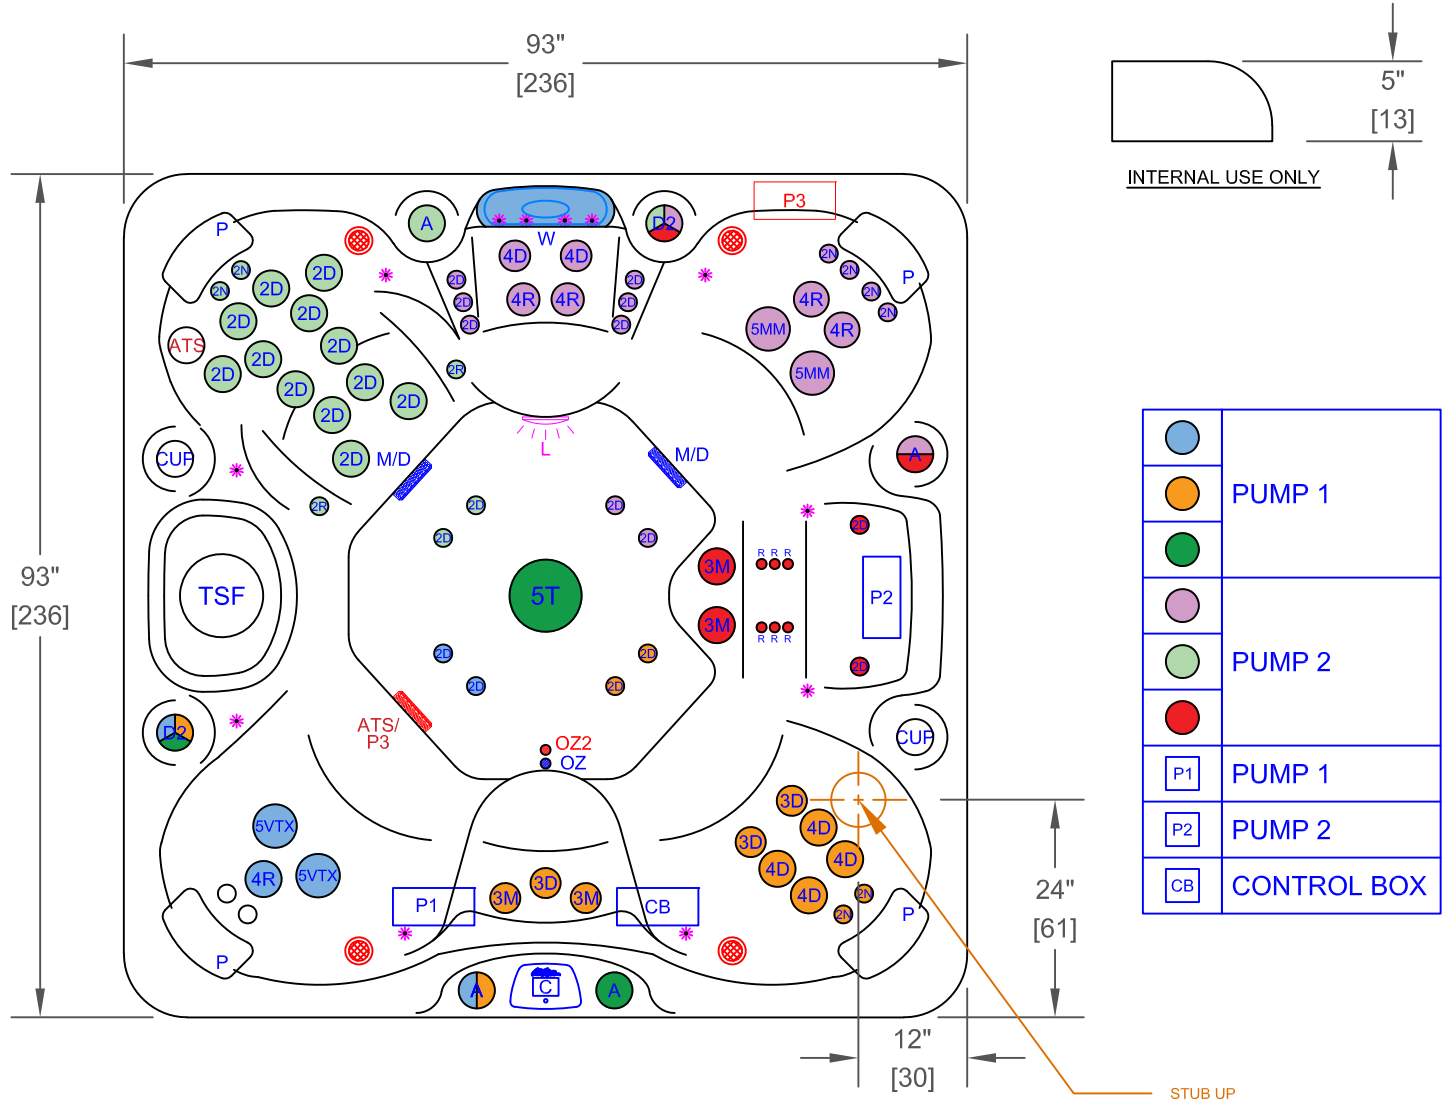 93"
[236]
5"
[13]
INTERNAL USE ONLY
P3
P
A
D2
W
P
4D
4D
2N
2N
2N
2N
2D
2D
2D
2D
2N
2N
2D
2D
4R
4R
2D
2D
4R
2D
2D
2D
2D
5MM
4R
ATS
2D
2D
2R
5MM
2D
2D
2D
2D
2D
L
CUP
2D
M/D
M/D
A
2R
2D
2D
2D
2D
2D
93"
[236]
TSF
5T
3M
R R R
P2
3M
R R R
2D
2D
2D
2D
2D
ATS/
P3
D2
OZ2
OZ
CUP
5VTX
3D
4D
3D
4R
5VTX
4D
4D
4D
2N
2N
P1
3M
3D
3M
CB
P
P
A
C
A
24"
[61]
12"
[30]
STUB UP
PUMP 1
PUMP 2
P1 PUMP 1
P2 PUMP 2
CB CONTROL BOX